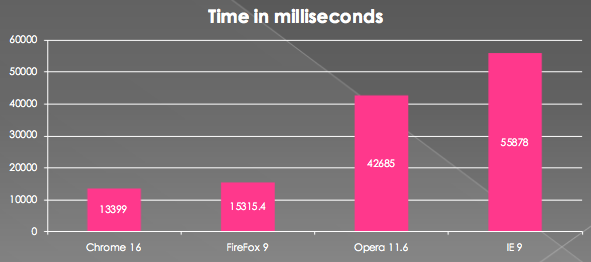 Time in milliseconds
60000
50000
40000
30000
20000
10000
0
13399
15315.4
42685
55878
Chrome 16
FireFox 9
Opera 11.6
IE 9